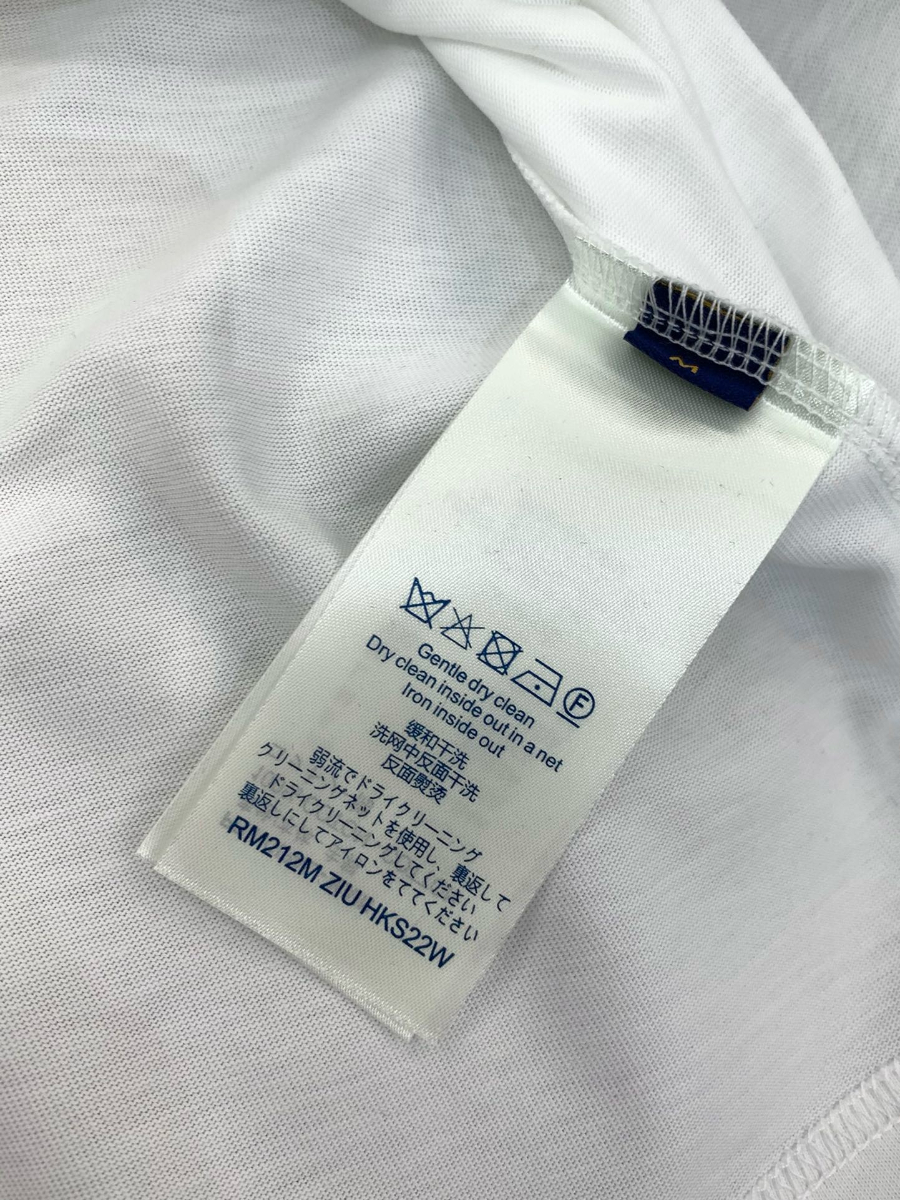 M
F
Gentle dry clean
Dry clean inside out in a net
Iron inside out
缓和干洗
洗网中反面干洗
反面熨烫
弱流でドライクリーニング
クリーニングネットを使用し、裏返して
ドライクリーニングしてください
裏返しにしてアイロンをててください
RM212M ZIU HKS22W